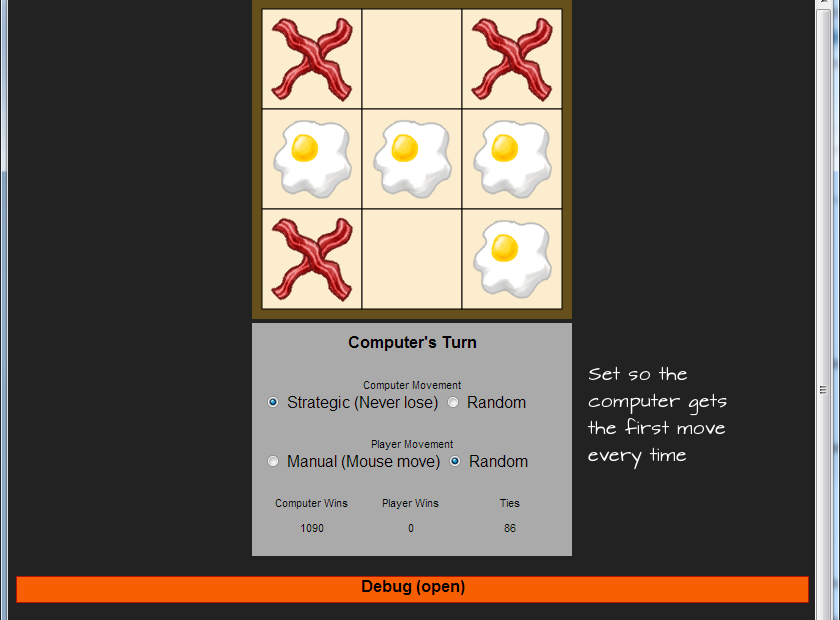 Computer's Turn
Computer Movement
Strategic (Never lose) Random
Player Movement
Manual (Mouse move) Random
Computer Wins Player Wins Ties
1090 0 86
Set so the
computer gets
the first move
every time
Debug (open)